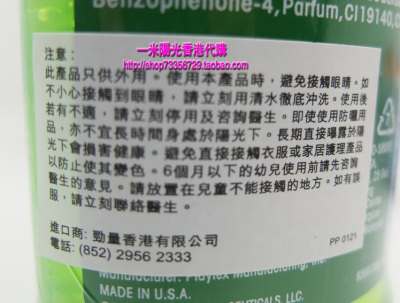 Benzophenone-4, Parfum, CI 19140, C
一米陽光香港代購
http://shop73358729.taobao.com
注意:
此產品只供外用。使用本產品時，避免接觸眼睛。如
不小心接觸到眼睛，請立刻用清水徹底沖洗。使用後
若有不適，請立刻停用及咨詢醫生。即使使用防曬用
品，亦不宜長時間身處於陽光下。長期直接曝露於陽
光下會損害健康。避免直接接觸衣服或家居護理產品
以防止使其變色。6個月以下的幼兒使用前請先咨詢
醫生的意見。請放置在兒童不能接觸的地方。如有誤
服，請立刻聯絡醫生。
進口商: 勁量香港有限公司
電話: (852) 2956 2333
PP 0121
Manufacturer: Playtex Manufacturing, Inc.
MADE IN U.S.A.
CEUTICALS, LLC.